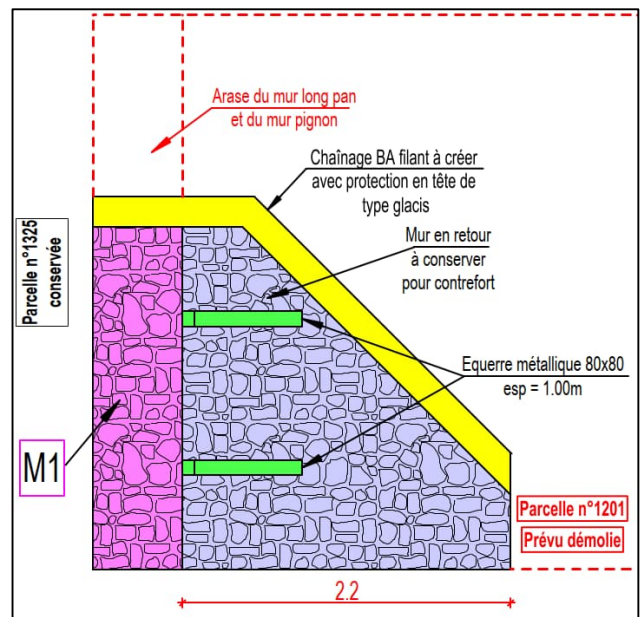 Arase du mur long pan
et du mur pignon
Chaînage BA filant à créer
avec protection en tête de
type glacis
Mur en retour
à conserver
pour contrefort
Parcelle n°1325
conservée
Equerre métallique 80x80
esp = 1.00m
M1
Parcelle n°1201
Prévu démolie
2.2